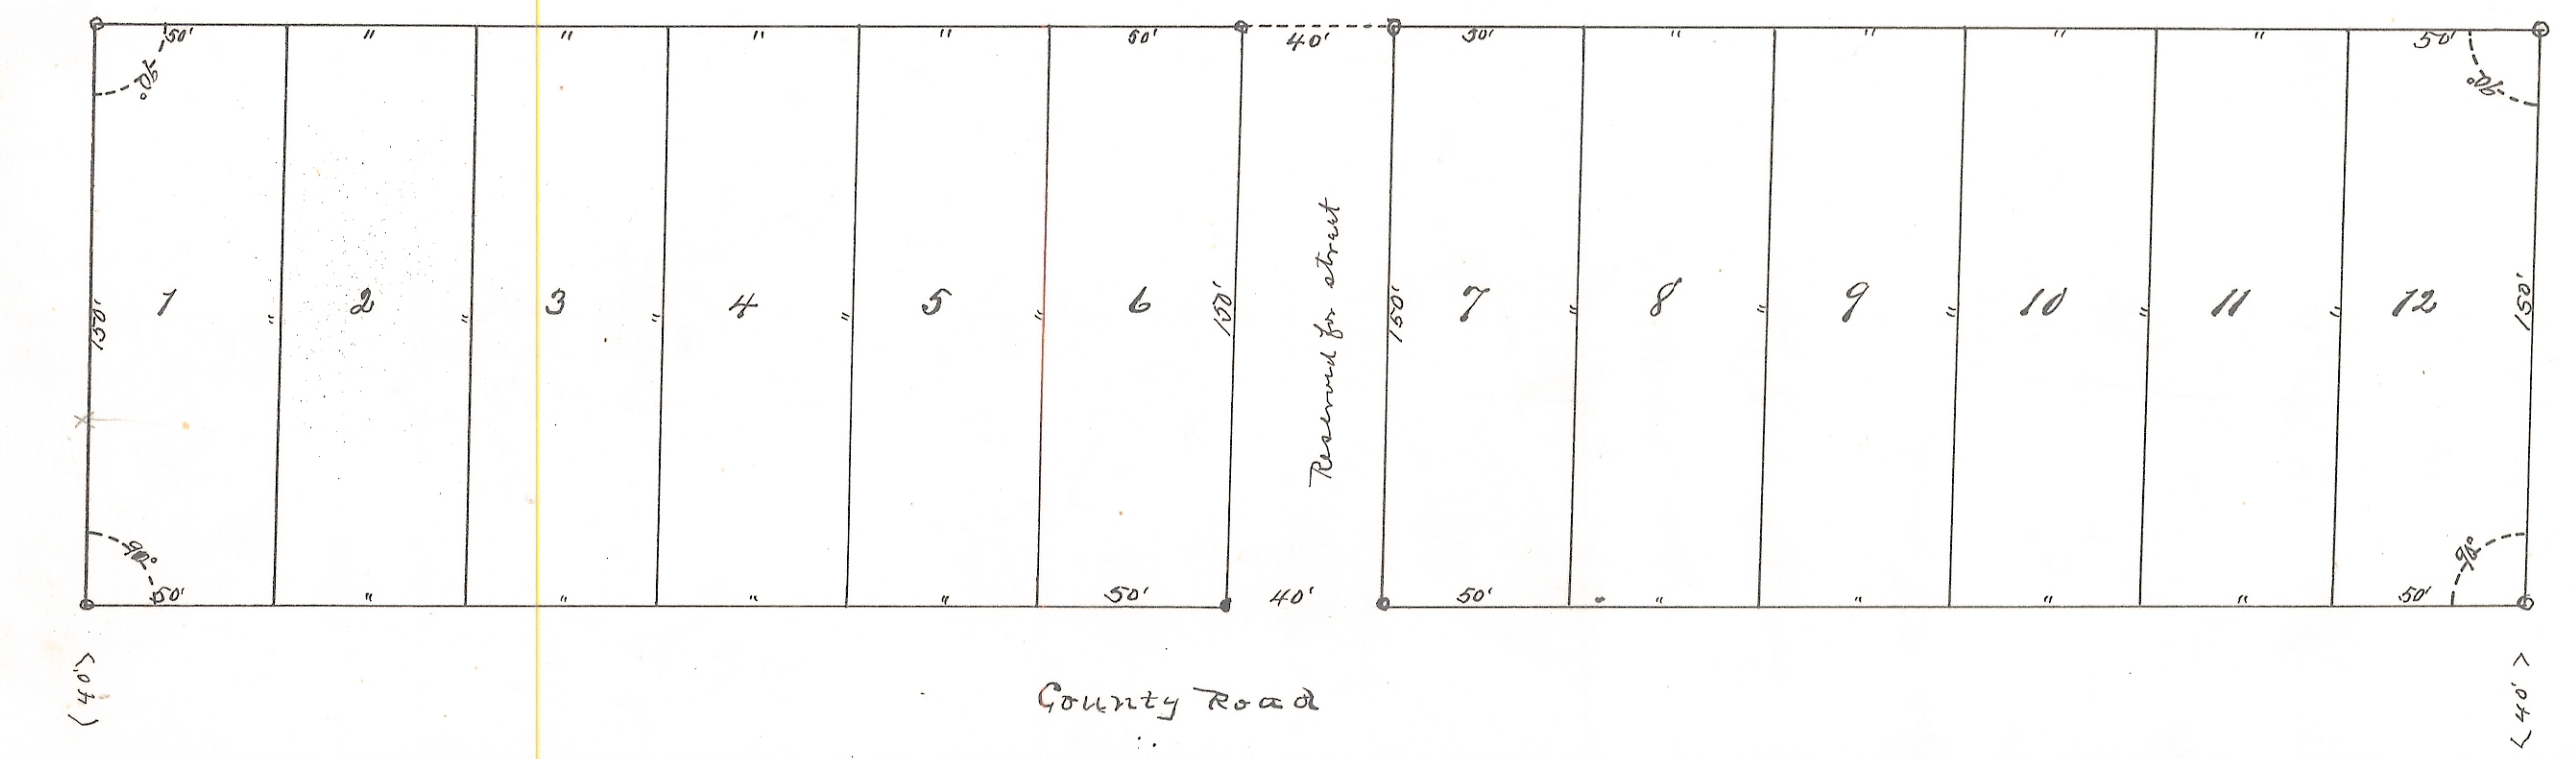 50' " " " " 50' 40' 50' " " " " 50'
90° 90°
1 2 3 4 5 6 7 8 9 10 11 12
150' " " " " " 150' 150' " " " " " 150'
Reserved for street
90° 90°
50' " " " " 50' 40' 50' " " " " 50'
<40'> <40'>
County Road